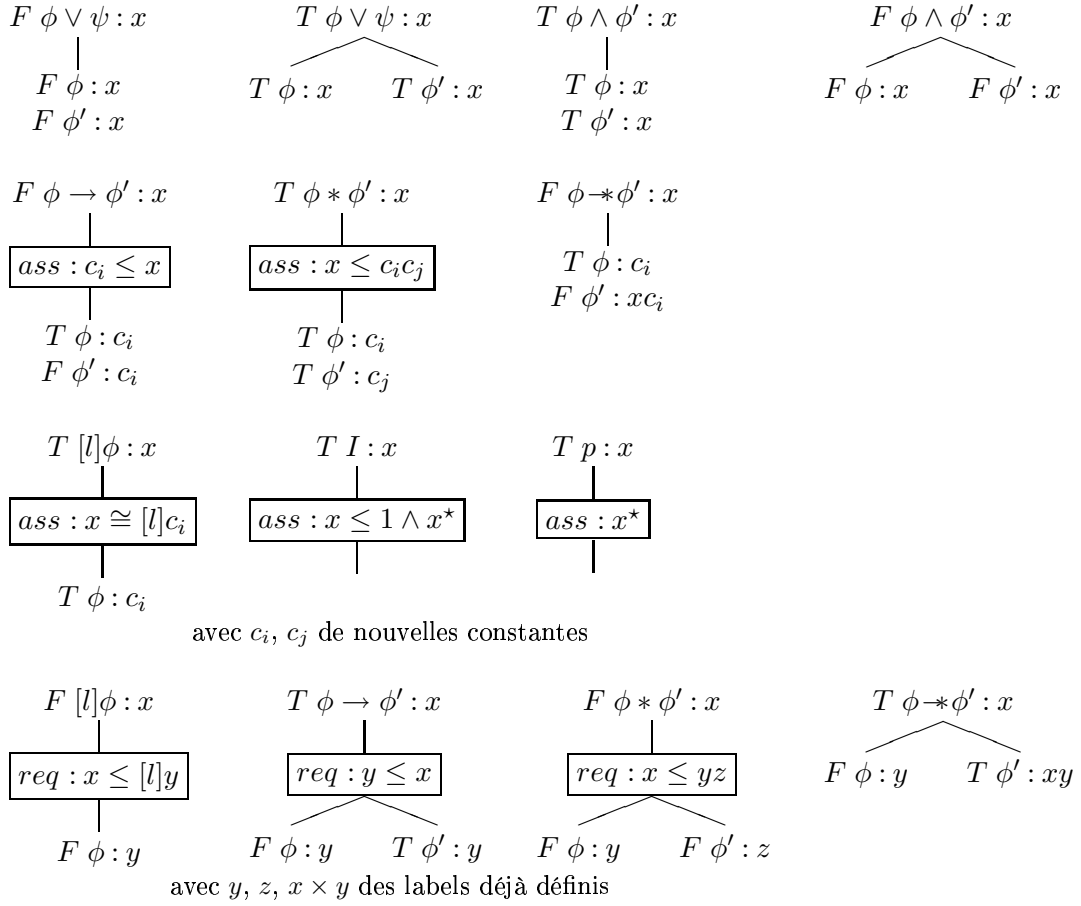 F φ ∨ ψ : x T φ ∨ ψ : x T φ ∧ φ′ : x F φ ∧ φ′ : x
F φ : x T φ : x T φ′ : x T φ : x F φ : x F φ′ : x
F φ′ : x T φ′ : x
F φ → φ′ : x T φ ∗ φ′ : x F φ −∗ φ′ : x
ass : c_i ≤ x ass : x ≤ c_i c_j T φ : c_i
F φ′ : xc_i
T φ : c_i T φ : c_i
F φ′ : c_i T φ′ : c_j
T [l]φ : x T I : x T p : x
ass : x ≅ [l]c_i ass : x ≤ 1 ∧ x⋆ ass : x⋆
T φ : c_i
avec c_i, c_j de nouvelles constantes
F [l]φ : x T φ → φ′ : x F φ ∗ φ′ : x T φ −∗ φ′ : x
req : x ≤ [l]y req : y ≤ x req : x ≤ yz F φ : y T φ′ : xy
F φ : y F φ : y T φ′ : y F φ : y F φ′ : z
avec y, z, x × y des labels déjà définis